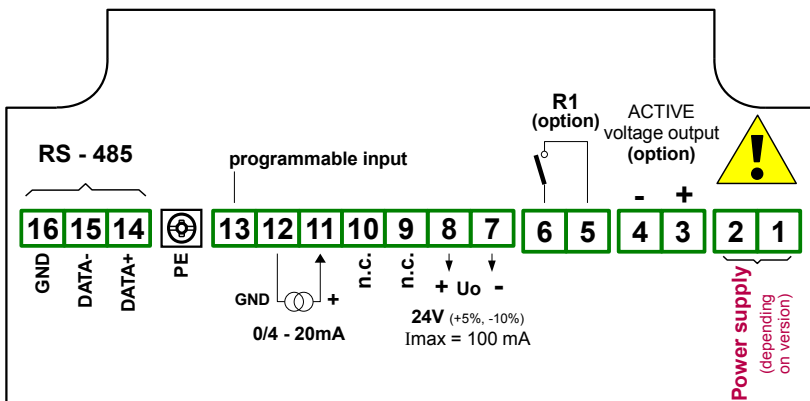 R1
(option)
ACTIVE
voltage output
(option)
RS - 485
programmable input
- +
16 15 14 13 12 11 10 9 8 7 6 5 4 3 2 1
GND
DATA-
DATA+
PE
GND
+
0/4 - 20mA
n.c.
n.c.
+ Uo -
24V (+5%, -10%)
Imax = 100 mA
Power supply
(depending
on version)